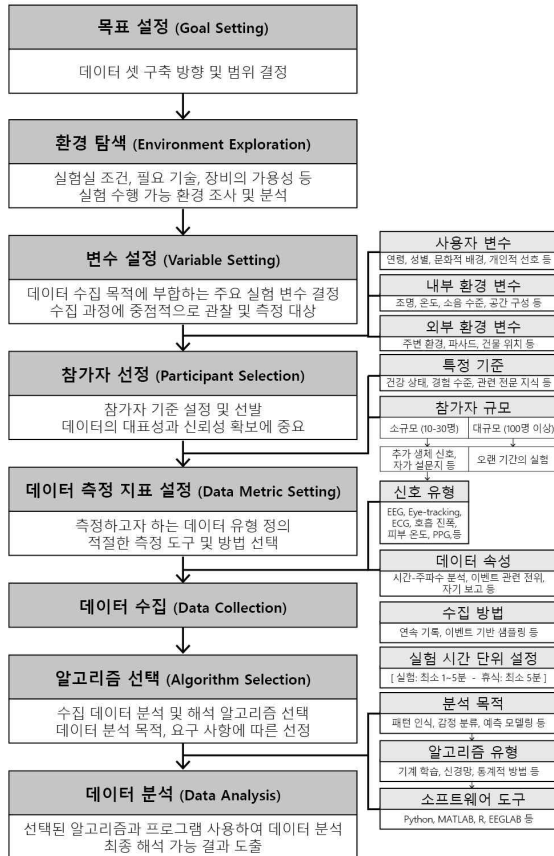 목표 설정 (Goal Setting)
데이터 셋 구축 방향 및 범위 결정
환경 탐색 (Environment Exploration)
실험실 조건, 필요 기술, 장비의 가용성 등
실험 수행 가능 환경 조사 및 분석
변수 설정 (Variable Setting)
데이터 수집 목적에 부합하는 주요 실험 변수 결정
수집 과정에 중점적으로 관찰 및 측정 대상
사용자 변수
연령, 성별, 문화적 배경, 개인적 선호 등
내부 환경 변수
조명, 온도, 소음 수준, 공간 구성 등
외부 환경 변수
주변 환경, 파사드, 건물 위치 등
참가자 선정 (Participant Selection)
참가자 기준 설정 및 선발
데이터의 대표성과 신뢰성 확보에 중요
특정 기준
건강 상태, 경험 수준, 관련 전문 지식 등
참가자 규모
소규모 (10-30명)
대규모 (100명 이상)
추가 생체 신호,
자가 설문지 등
오랜 기간의 실험
데이터 측정 지표 설정 (Data Metric Setting)
측정하고자 하는 데이터 유형 정의
적절한 측정 도구 및 방법 선택
신호 유형
EEG, Eye-tracking,
ECG, 호흡 진폭,
피부 온도, PPG,등
데이터 속성
시간-주파수 분석, 이벤트 관련 전위,
자기 보고 등
데이터 수집 (Data Collection)
수집 방법
연속 기록, 이벤트 기반 샘플링 등
실험 시간 단위 설정
[ 실험: 최소 1~5분 - 휴식: 최소 5분 ]
알고리즘 선택 (Algorithm Selection)
수집 데이터 분석 및 해석 알고리즘 선택
데이터 분석 목적, 요구 사항에 따른 선정
분석 목적
패턴 인식, 감정 분류, 예측 모델링 등
알고리즘 유형
기계 학습, 신경망, 통계적 방법 등
소프트웨어 도구
Python, MATLAB, R, EEGLAB 등
데이터 분석 (Data Analysis)
선택된 알고리즘과 프로그램 사용하여 데이터 분석
최종 해석 가능 결과 도출